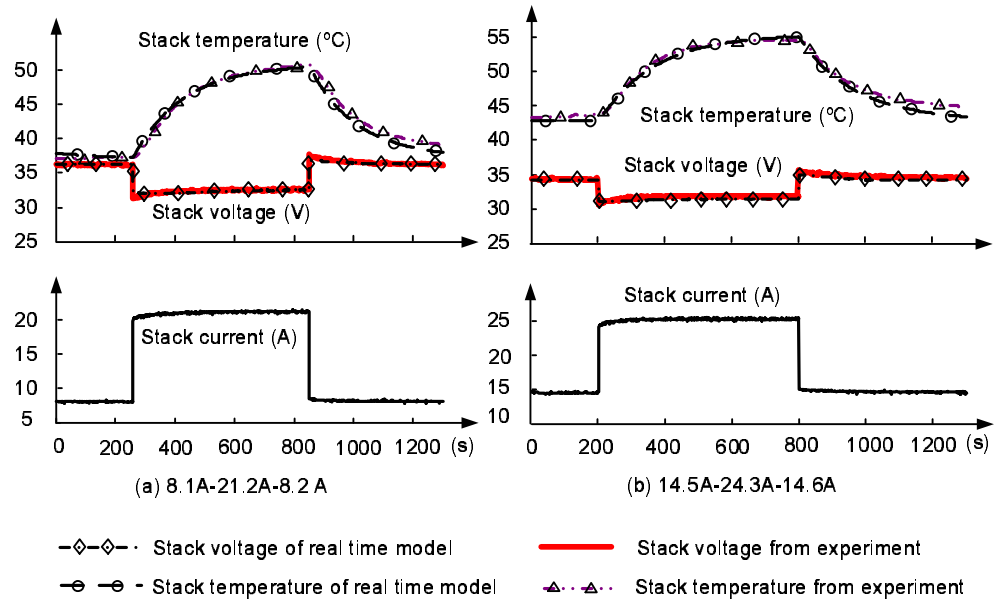 Stack temperature (ºC)
50
45
40
35
30
25
Stack voltage (V)
20
15
10
5
Stack current (A)
0 200 400 600 800 1000 1200 (s)
(a) 8.1A-21.2A-8.2 A
55
50
45
40
35
30
25
Stack temperature (ºC)
Stack voltage (V)
Stack current (A)
25
20
15
10
0 200 400 600 800 1000 1200 (s)
(b) 14.5A-24.3A-14.6A
Stack voltage of real time model
Stack voltage from experiment
Stack temperature of real time model
Stack temperature from experiment